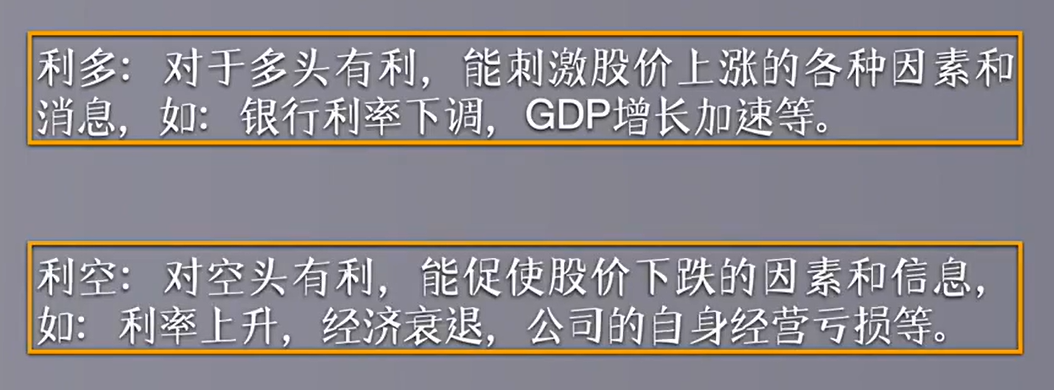 利多：对于多头有利，能刺激股价上涨的各种因素和
消息，如：银行利率下调，GDP增长加速等。
利空：对空头有利，能促使股价下跌的因素和信息，
如：利率上升，经济衰退，公司的自身经营亏损等。